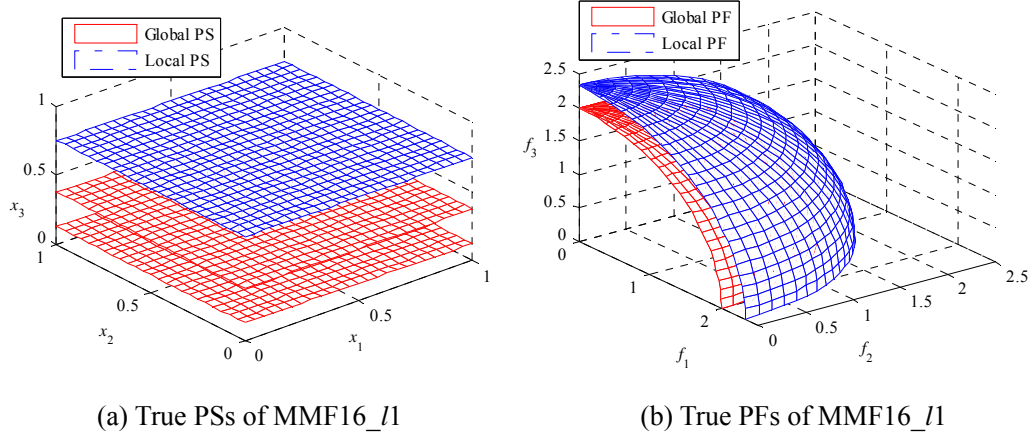 Global PS
Local PS
1
0.5
0
x3
1
0.5
0
x2
0
0.5
1
x1
(a) True PSs of MMF16_l1
Global PF
Local PF
2.5
2
1.5
1
0.5
0
f3
0
1
2
f1
0
0.5
1
1.5
2
2.5
f2
(b) True PFs of MMF16_l1